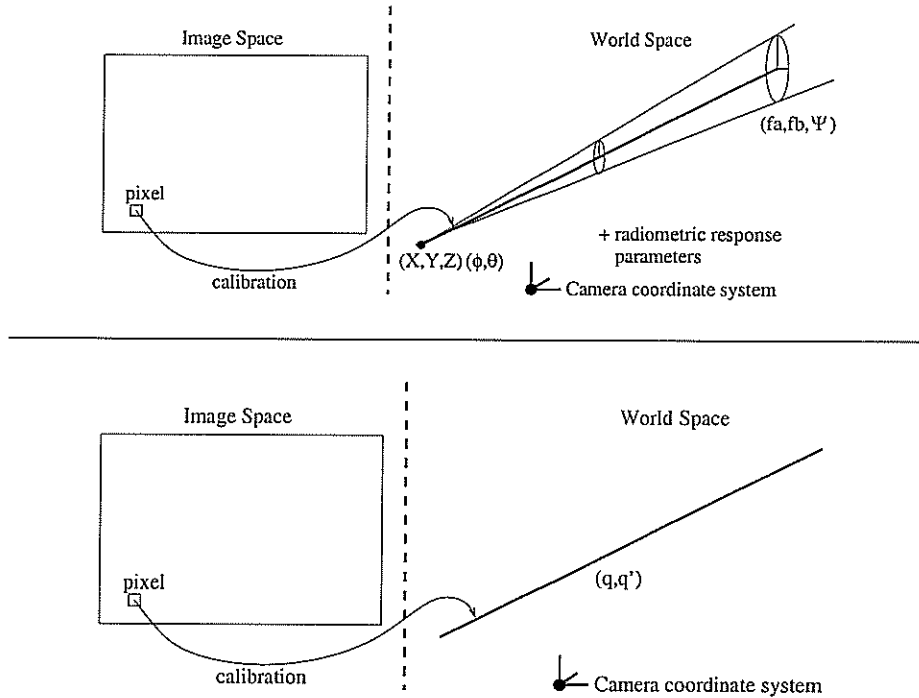 Image Space
World Space
(fa,fb,Ψ)
pixel
+ radiometric response
parameters
(X,Y,Z) (ϕ,θ)
calibration
Camera coordinate system
Image Space
World Space
(q,q')
pixel
calibration
Camera coordinate system